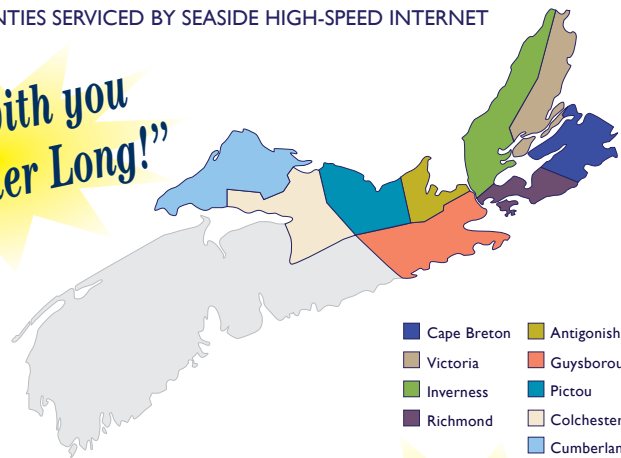 NTIES SERVICED BY SEASIDE HIGH-SPEED INTERNET
with you
er Long!”
Cape Breton
Victoria
Inverness
Richmond
Antigonish
Guysborou
Pictou
Colchester
Cumberlan